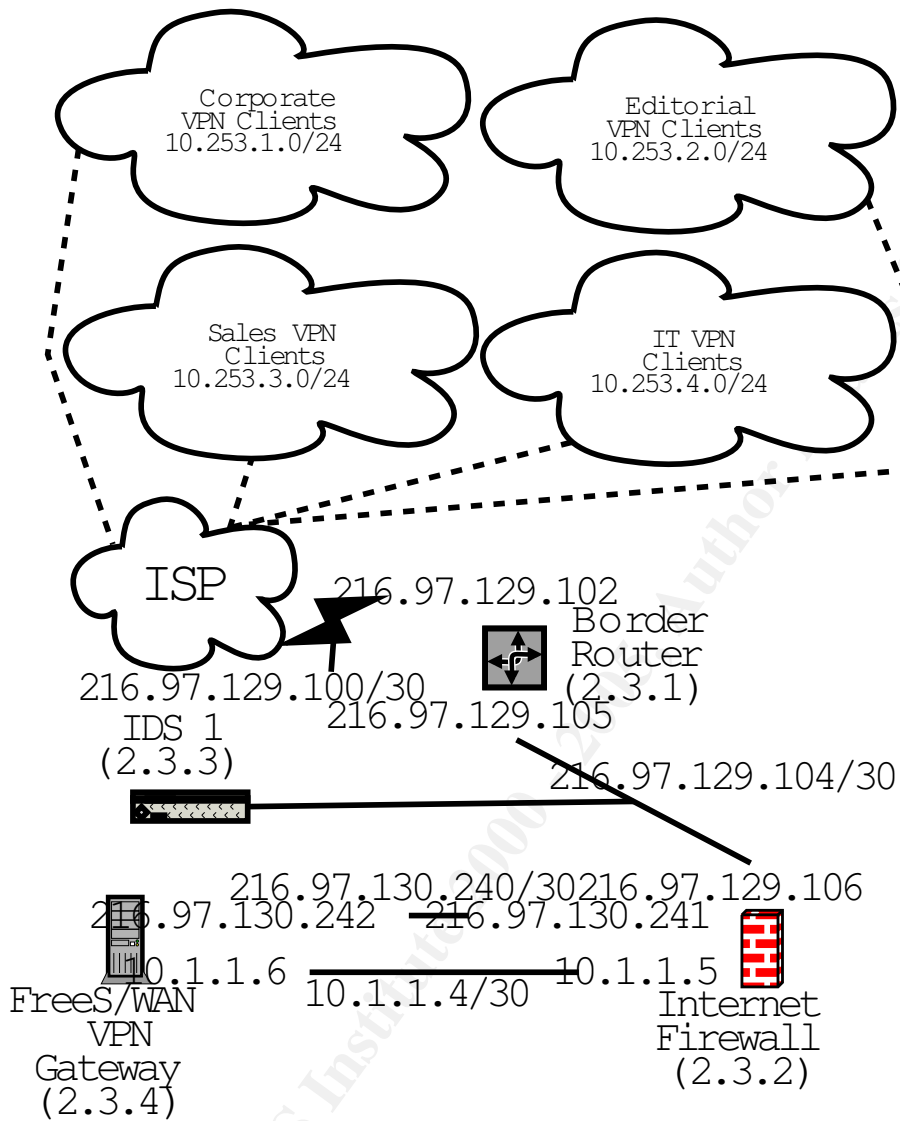 Corporate
VPN Clients
10.253.1.0/24
Editorial
VPN Clients
10.253.2.0/24
Sales VPN
Clients
10.253.3.0/24
IT VPN
Clients
10.253.4.0/24
ISP
216.97.129.102
Border
Router
(2.3.1)
216.97.129.100/30
216.97.129.105
IDS 1
(2.3.3)
216.97.129.104/30
216.97.130.240/30
216.97.129.106
216.97.130.242
216.97.130.241
10.1.1.6
10.1.1.5
10.1.1.4/30
FreeS/WAN
VPN
Gateway
(2.3.4)
Internet
Firewall
(2.3.2)
Institute 2000 - 200 Author